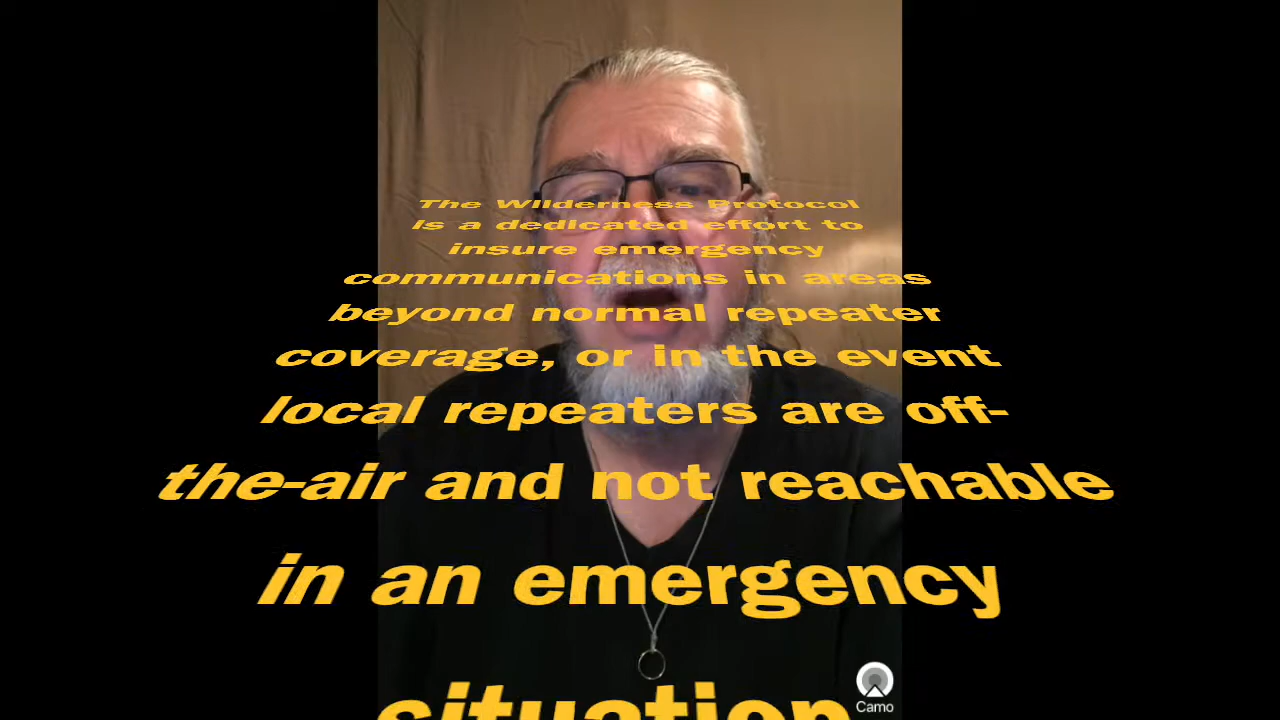 The Wilderness Protocol
is a dedicated effort to
insure emergency
communications in areas
beyond normal repeater
coverage, or in the event
local repeaters are off-
the-air and not reachable
in an emergency
situation
Camo